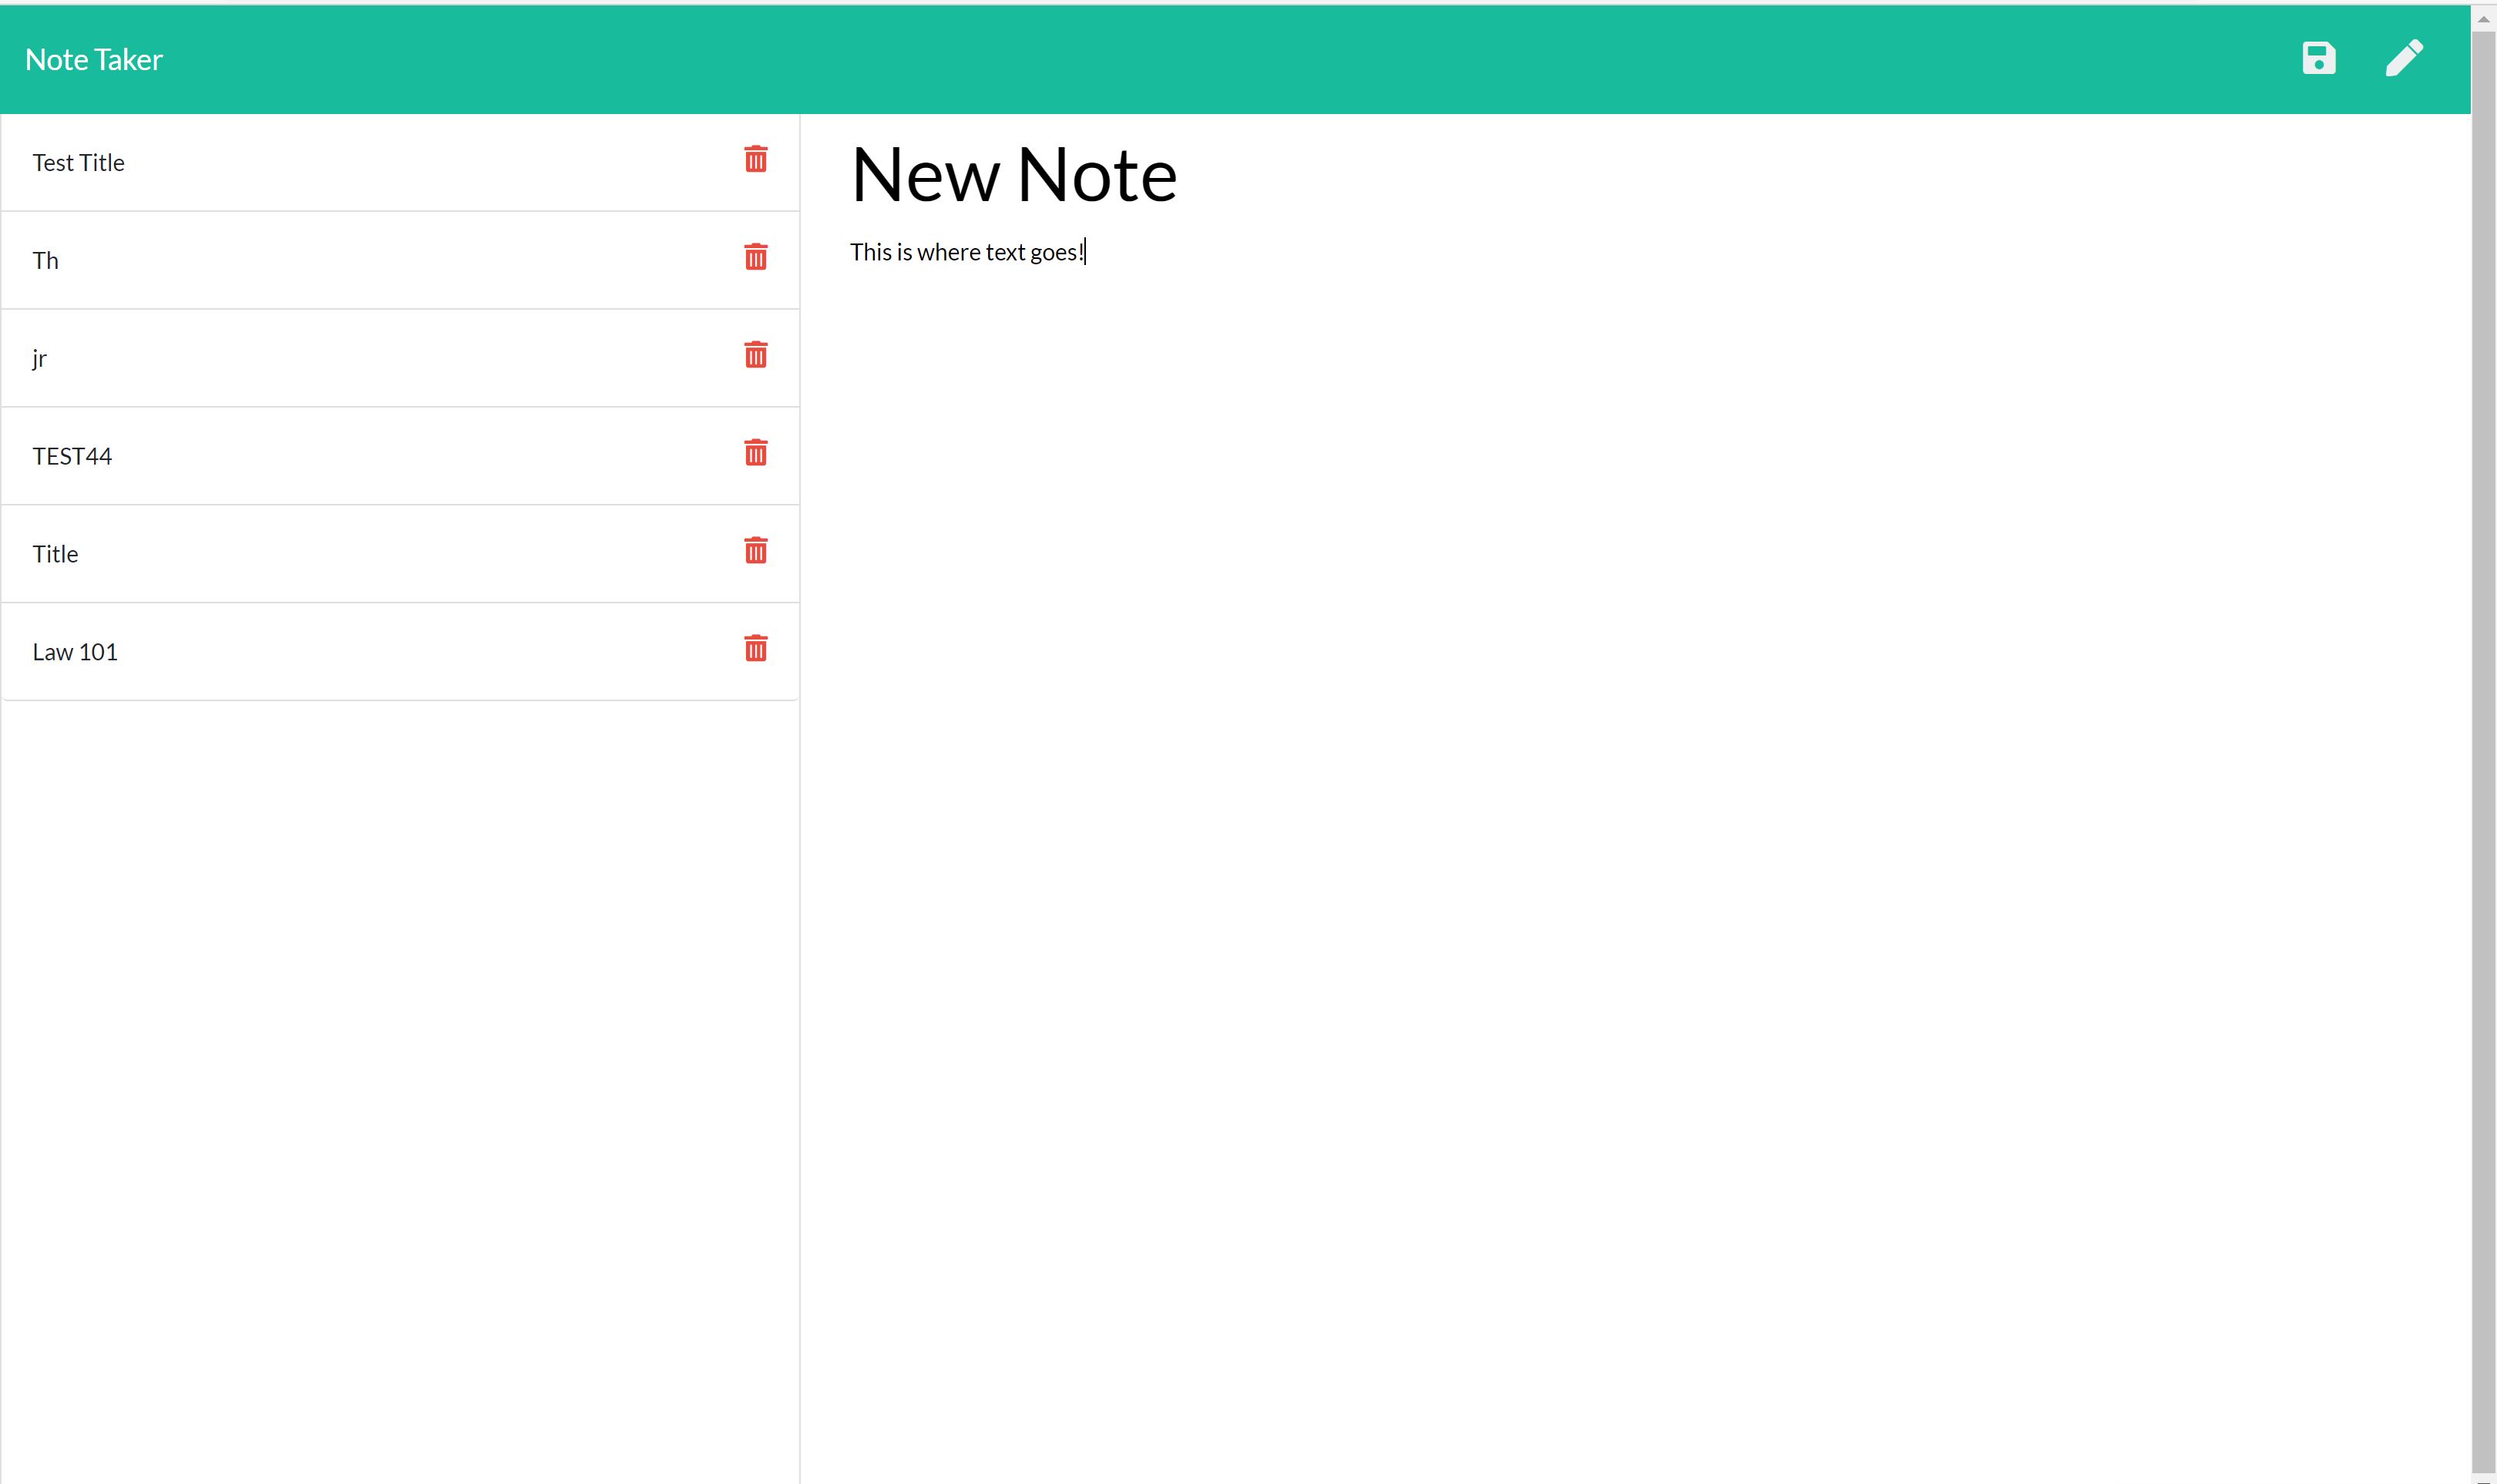 Note Taker
Test Title
Th
jr
TEST44
Title
Law 101
New Note
This is where text goes!